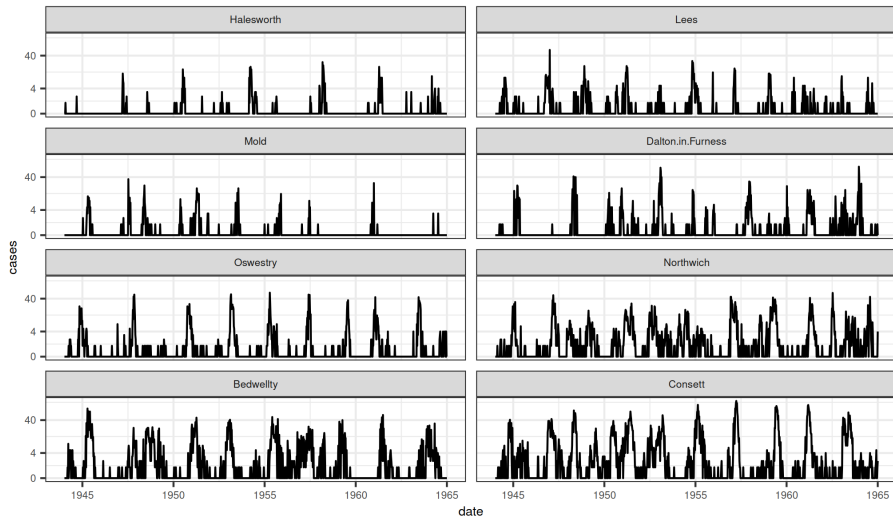 Halesworth
Lees
40
4
0
Mold
Dalton.in.Furness
40
4
0
cases
Oswestry
Northwich
40
4
0
Bedwellty
Consett
40
4
0
1945 1950 1955 1960 1965 1945 1950 1955 1960 1965
date